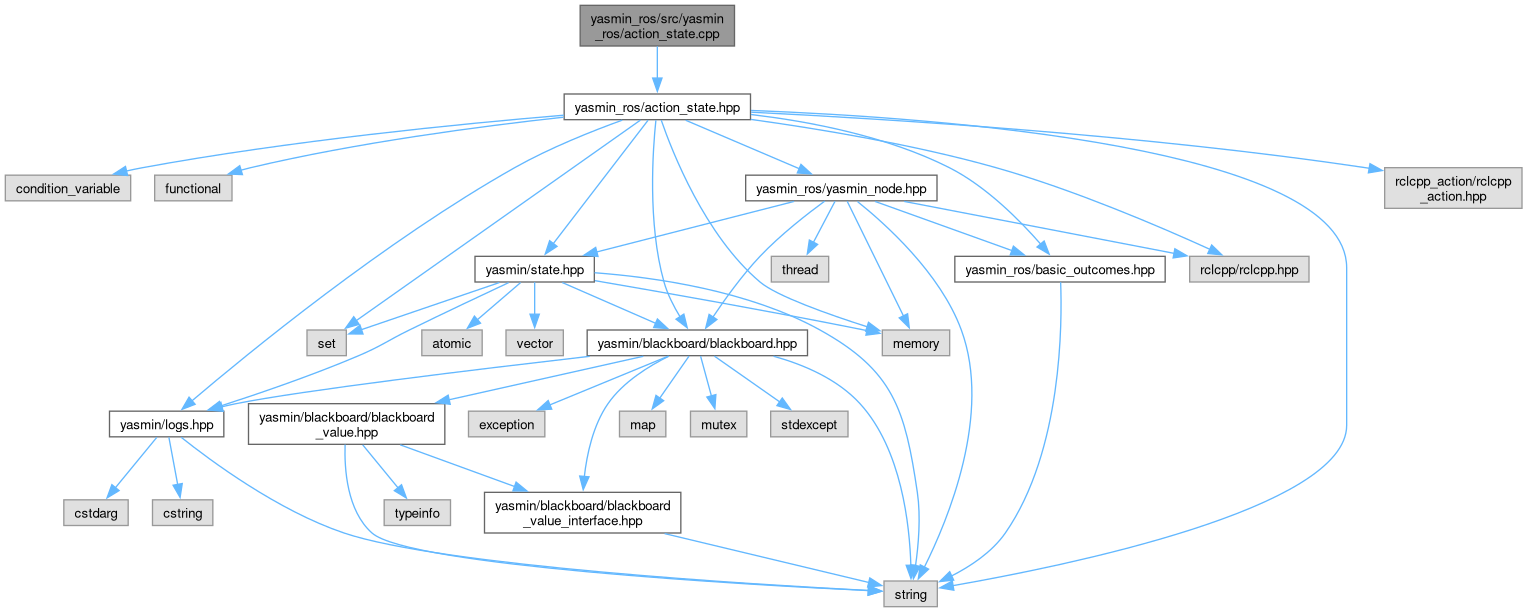 yasmin_ros/src/yasmin
_ros/action_state.cpp
yasmin_ros/action_state.hpp
condition_variable
functional
yasmin_ros/yasmin_node.hpp
rclcpp_action/rclcpp
_action.hpp
yasmin/state.hpp
thread
yasmin_ros/basic_outcomes.hpp
rclcpp/rclcpp.hpp
set
atomic
vector
yasmin/blackboard/blackboard.hpp
memory
yasmin/logs.hpp
yasmin/blackboard/blackboard
_value.hpp
exception
map
mutex
stdexcept
cstdarg
cstring
typeinfo
yasmin/blackboard/blackboard
_value_interface.hpp
string